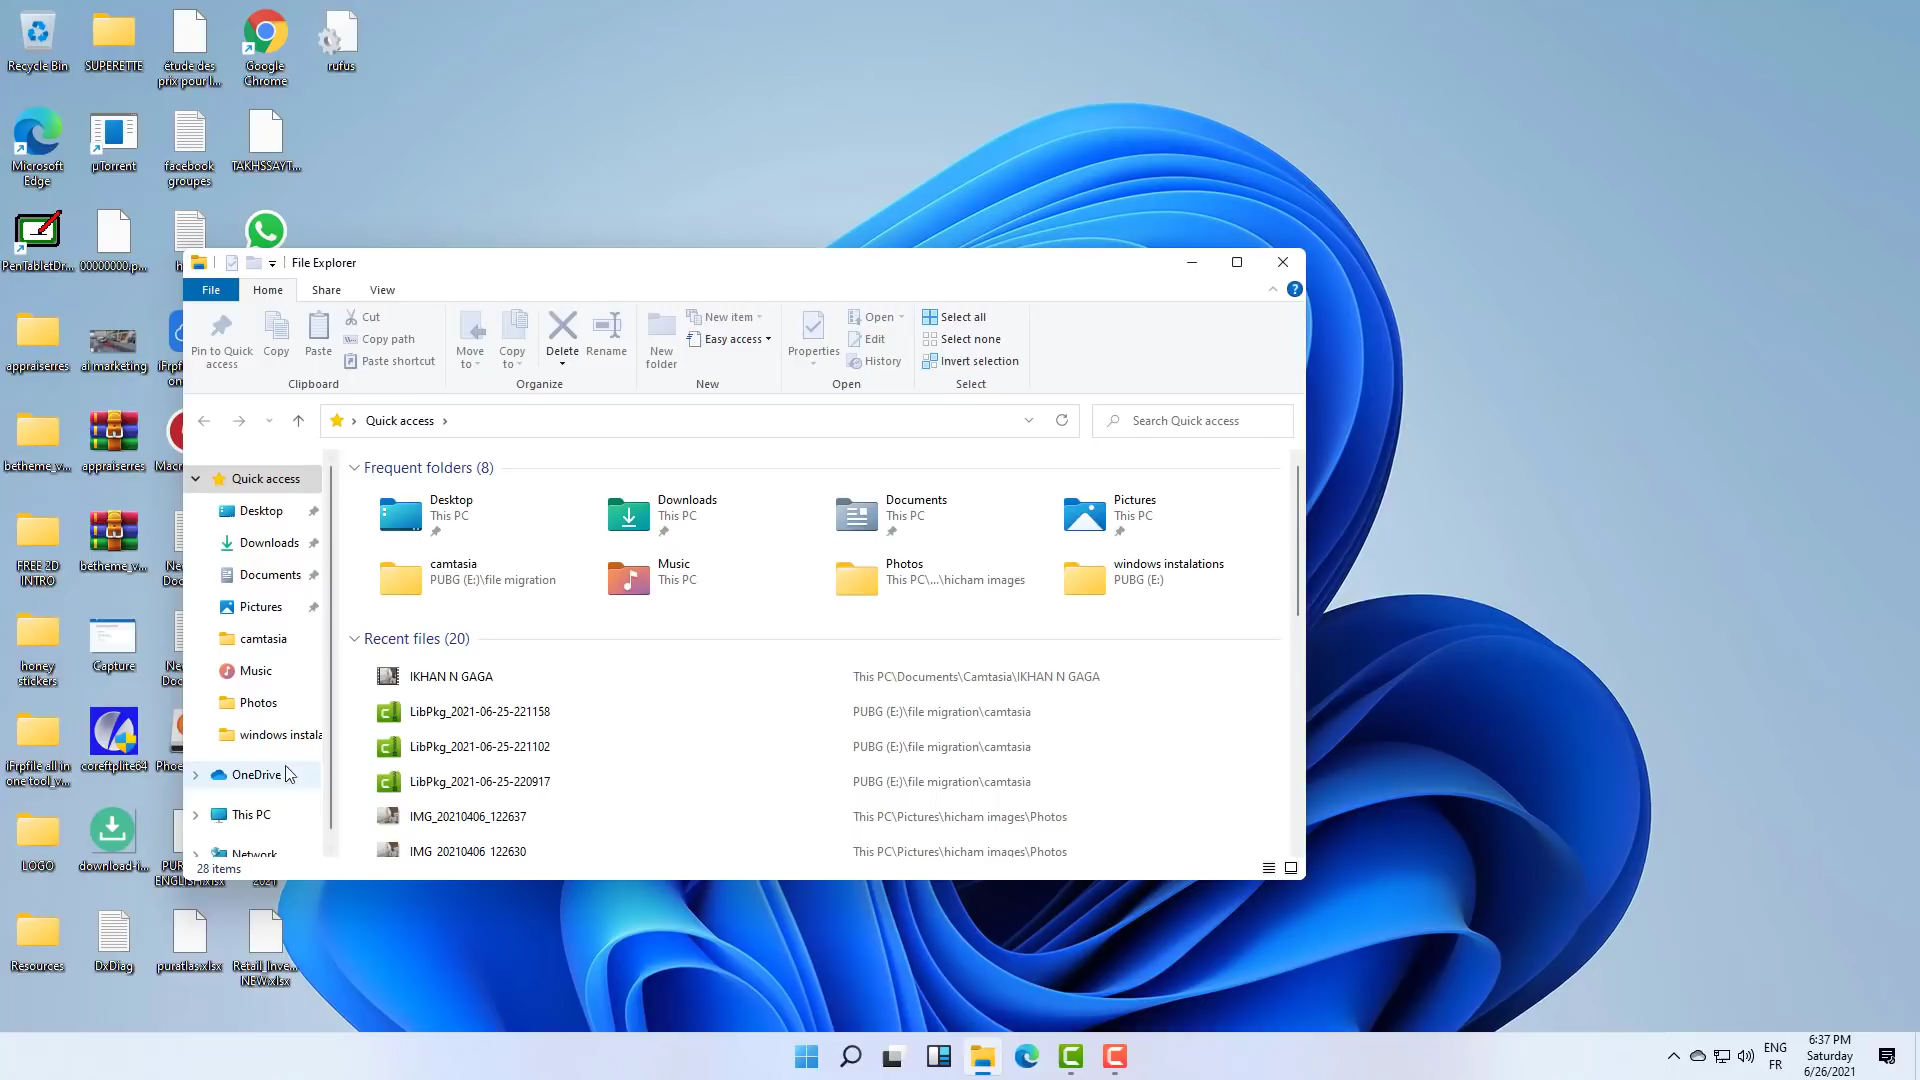 Recycle Bin
SUPERETTE
étude des
prix pour l...
Google
Chrome
rufus
Microsoft
Edge
µTorrent
facebook
groupes
TAKHSSAYT...
PenTabletDr...
00000000.p...
File Explorer
File
Home
Share
View
Pin to Quick
access
Copy
Paste
Cut
Copy path
Paste shortcut
Clipboard
Move
to
Copy
to
Delete
Rename
Organize
New
folder
New item
Easy access
New
Properties
Open
Edit
History
Open
Select all
Select none
Invert selection
Select
Quick access
Search Quick access
Quick access
Desktop
Downloads
Documents
Pictures
camtasia
Music
Photos
windows instala
OneDrive
This PC
Network
28 items
Frequent folders (8)
Desktop
This PC
Downloads
This PC
Documents
This PC
Pictures
This PC
camtasia
PUBG (E:)\file migration
Music
This PC
Photos
This PC\...\hicham images
windows instalations
PUBG (E:)
Recent files (20)
IKHAN N GAGA
This PC\Documents\Camtasia\IKHAN N GAGA
LibPkg_2021-06-25-221158
PUBG (E:)\file migration\camtasia
LibPkg_2021-06-25-221102
PUBG (E:)\file migration\camtasia
LibPkg_2021-06-25-220917
PUBG (E:)\file migration\camtasia
IMG_20210406_122637
This PC\Pictures\hicham images\Photos
IMG_20210406_122630
This PC\Pictures\hicham images\Photos
appraiserres
ai marketing
betheme_v...
appraiserres
FREE 2D
INTRO
betheme_v...
honey
stickers
Capture
iFrpfile all in
one tool_v...
coreftplite64
LOGO
download-i...
Resources
DxDiag
puratlas.xlsx
Retail_Inve...
NEW.xlsx
ENG
FR
6:37 PM
Saturday
6/26/2021